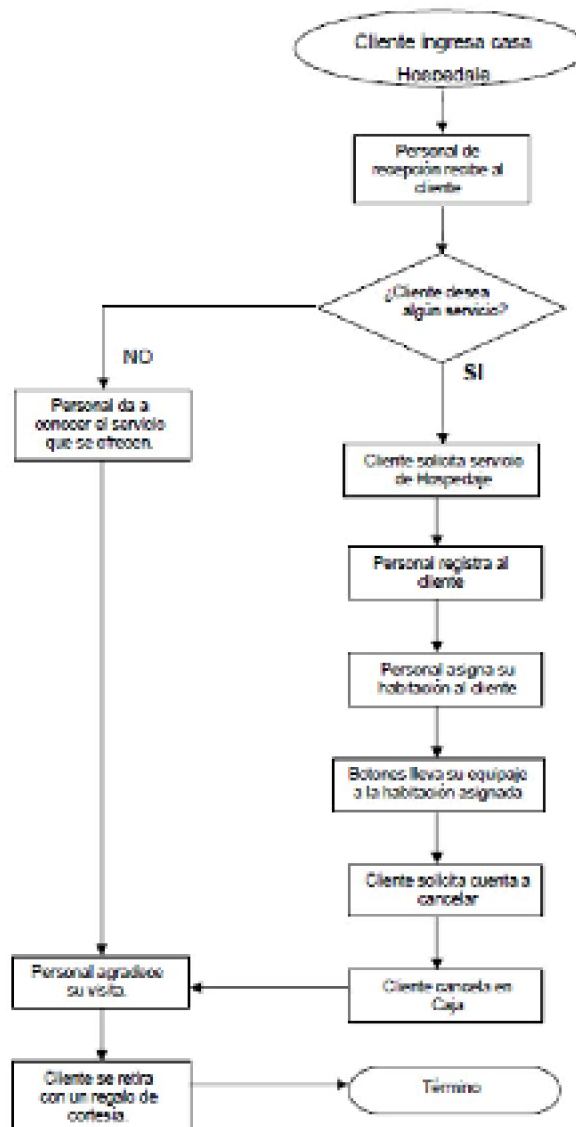 Cliente ingresa casa
Hospedaje
Personal de
recepción recibe al
cliente
¿Cliente desea
algún servicio?
NO
SI
Personal da a
conocer el servicio
que se ofrecen.
Cliente solicita servicio
de Hospedaje
Personal registra al
cliente
Personal asigna su
habitación al cliente
Botones lleva su equipaje
a la habitación asignada
Cliente solicita cuenta a
cancelar
Personal agradece
su visita.
Cliente cancela en
Caja
Cliente se retira
con un regalo de
cortesía.
Término